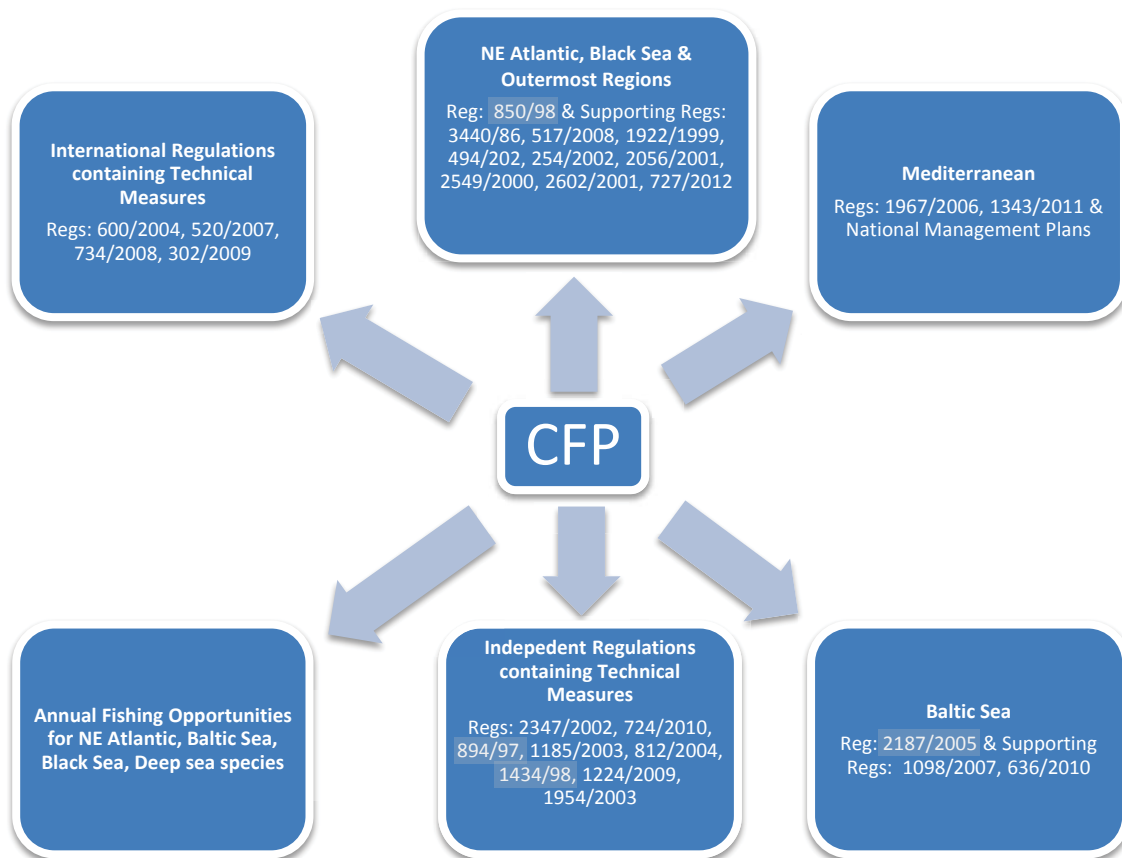 NE Atlantic, Black Sea &
Outermost Regions
Reg: 850/98 & Supporting Regs:
3440/86, 517/2008, 1922/1999,
494/202, 254/2002, 2056/2001,
2549/2000, 2602/2001, 727/2012
International Regulations
containing Technical
Measures
Regs: 600/2004, 520/2007,
734/2008, 302/2009
Mediterranean
Regs: 1967/2006, 1343/2011 &
National Management Plans
CFP
Annual Fishing Opportunities
for NE Atlantic, Baltic Sea,
Black Sea, Deep sea species
Indepedent Regulations
containing Technical
Measures
Regs: 2347/2002, 724/2010,
894/97, 1185/2003, 812/2004,
1434/98, 1224/2009,
1954/2003
Baltic Sea
Reg: 2187/2005 & Supporting
Regs: 1098/2007, 636/2010